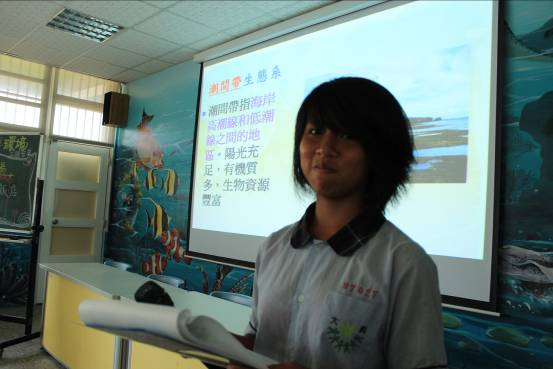 潮間帶生態系
潮間帶指海岸
高潮線和低潮
線之間的地
區。陽光充
足，有機質
多，生物資源
豐富
環境